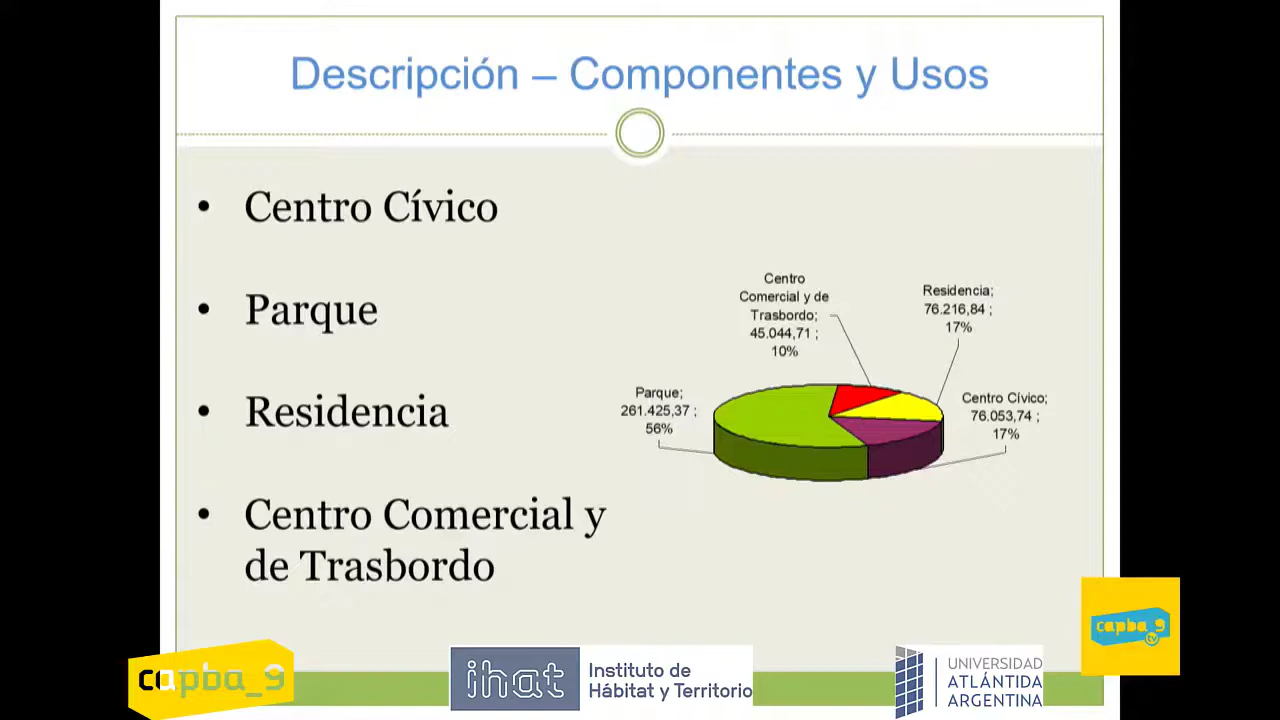 Descripción – Componentes y Usos
• Centro Cívico
• Parque
• Residencia
• Centro Comercial y
de Trasbordo
Centro
Comercial y de
Trasbordo;
45.044,71 ;
10%
Residencia;
76.216,84 ;
17%
Parque;
261.425,37 ;
56%
Centro Cívico;
76.053,74 ;
17%
capba_9
ihat
Instituto de
Hábitat y Territorio
UNIVERSIDAD
ATLÁNTIDA
ARGENTINA
capba_9
tv